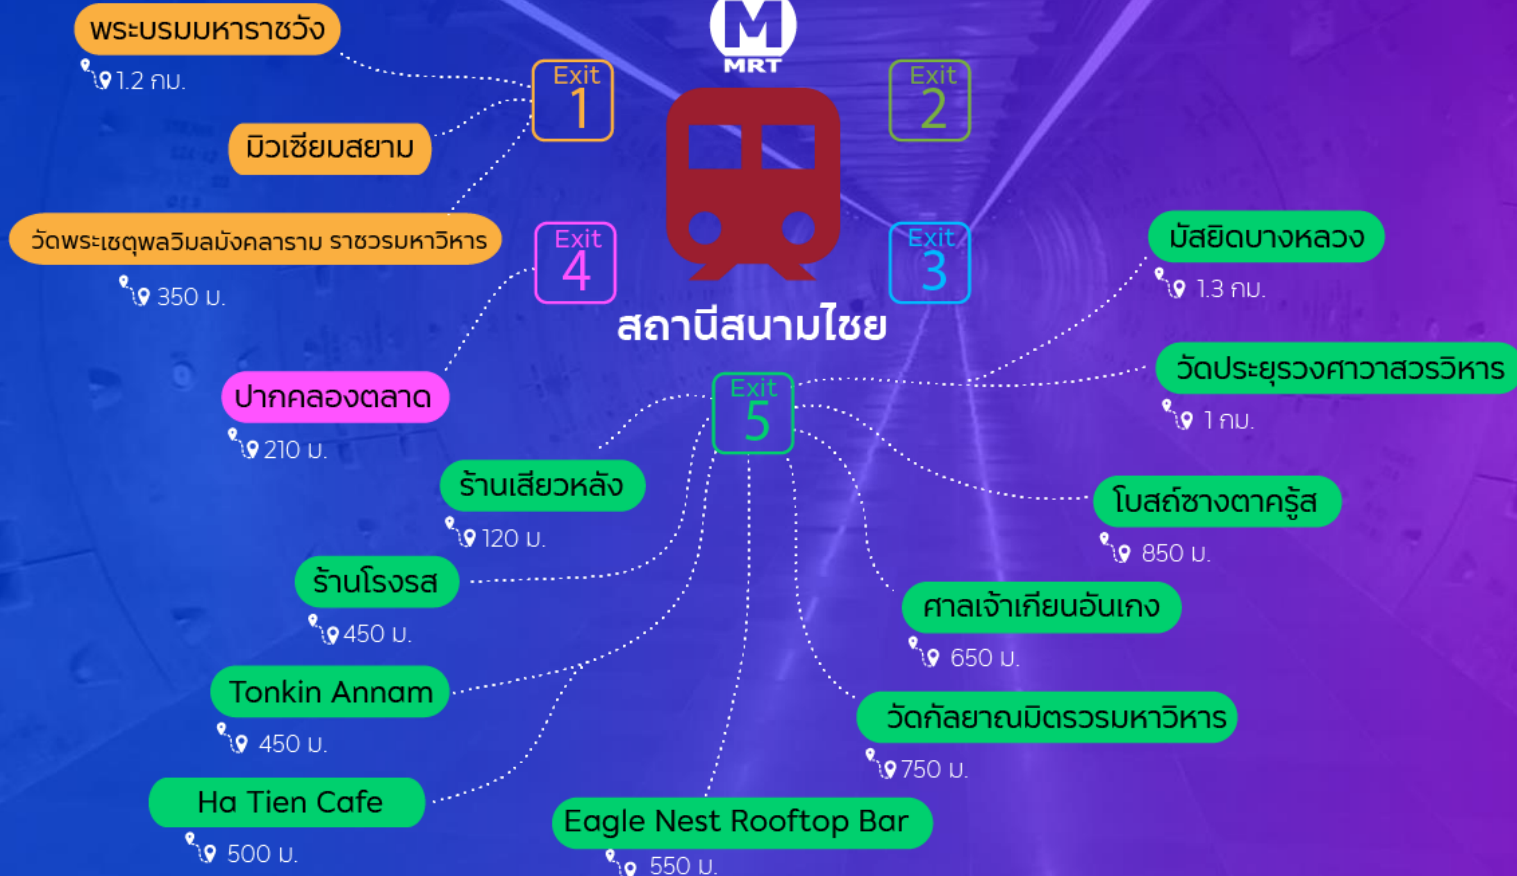 พระบรมมหาราชวัง
1.2 กม.
มิวเซียมสยาม
วัดพระเชตุพลวิมลมังคลาราม ราชวรมหาวิหาร
350 ม.
Exit
1
M
MRT
Exit
2
Exit
4
Exit
3
สถานีสนามไชย
ปากคลองตลาด
210 ม.
Exit
5
มัสยิดบางหลวง
1.3 กม.
วัดประยุรวงศาวาสวรวิหาร
1 กม.
ร้านเสียวหลัง
120 ม.
โบสถ์ซางตาครู้ส
850 ม.
ร้านโรงรส
450 ม.
ศาลเจ้าเกียนอันเกง
650 ม.
Tonkin Annam
450 ม.
วัดกัลยาณมิตรวรมหาวิหาร
750 ม.
Ha Tien Cafe
500 ม.
Eagle Nest Rooftop Bar
550 ม.